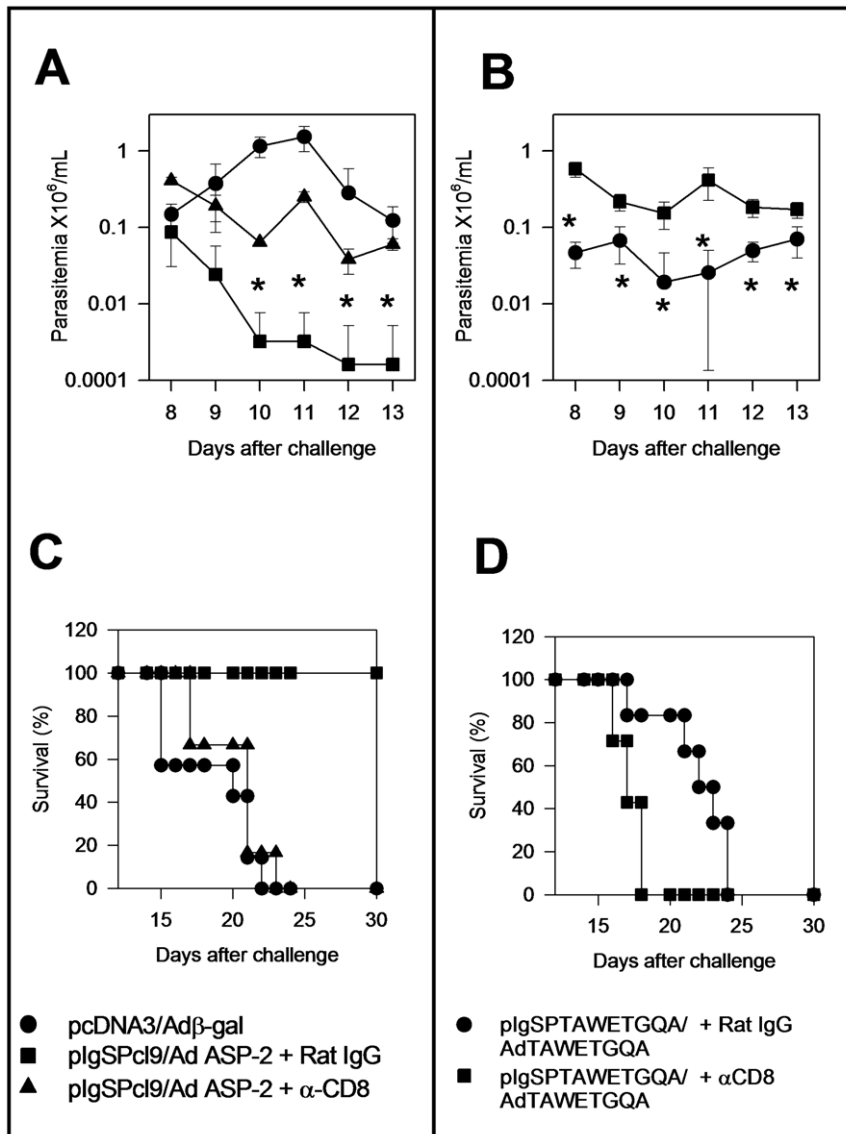 A
B
Parasitemia X10⁶/mL
1
0.1
0.01
0.0001
*
*
*
*
8
9
10
11
12
13
Days after challenge
Parasitemia X10⁶/mL
1
0.1
0.01
0.0001
*
*
*
*
*
*
8
9
10
11
12
13
Days after challenge
C
D
Survival (%)
120
100
80
60
40
20
0
15
20
25
30
Days after challenge
Survival (%)
120
100
80
60
40
20
0
15
20
25
30
Days after challenge
pcDNA3/Adβ-gal
pIgSPcl9/Ad ASP-2 + Rat IgG
pIgSPcl9/Ad ASP-2 + α-CD8
pIgSPTAWETGQA/ + Rat IgG
AdTAWETGQA
pIgSPTAWETGQA/ + αCD8
AdTAWETGQA